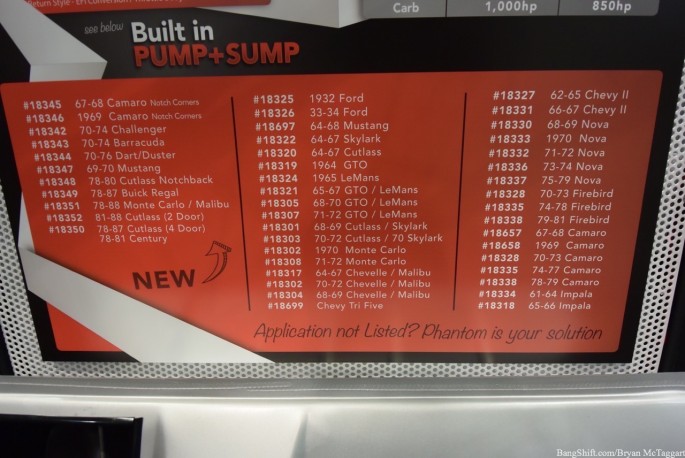 Return Style - EFI Conversion
Carb 1,000hp 850hp
see below Built in
PUMP+SUMP
#18345 67-68 Camaro Notch Corners
#18346 1969 Camaro Notch Corners
#18342 70-74 Challenger
#18343 70-74 Barracuda
#18344 70-76 Dart/Duster
#18347 69-70 Mustang
#18348 78-80 Cutlass Notchback
#18349 78-87 Buick Regal
#18351 78-88 Monte Carlo / Malibu
#18352 81-88 Cutlass (2 Door)
#18350 78-87 Cutlass (4 Door)
78-81 Century
NEW
#18325 1932 Ford
#18326 33-34 Ford
#18697 64-68 Mustang
#18322 64-67 Skylark
#18320 64-67 Cutlass
#18319 1964 GTO
#18324 1965 LeMans
#18321 65-67 GTO / LeMans
#18305 68-70 GTO / LeMans
#18307 71-72 GTO / LeMans
#18301 68-69 Cutlass / Skylark
#18303 70-72 Cutlass / 70 Skylark
#18302 1970 Monte Carlo
#18308 71-72 Monte Carlo
#18317 64-67 Chevelle / Malibu
#18302 70-72 Chevelle / Malibu
#18304 68-69 Chevelle / Malibu
#18699 Chevy Tri Five
#18327 62-65 Chevy II
#18331 66-67 Chevy II
#18330 68-69 Nova
#18333 1970 Nova
#18332 71-72 Nova
#18336 73-74 Nova
#18337 75-79 Nova
#18328 70-73 Firebird
#18335 74-78 Firebird
#18338 79-81 Firebird
#18657 67-68 Camaro
#18658 1969 Camaro
#18328 70-73 Camaro
#18335 74-77 Camaro
#18338 78-79 Camaro
#18334 61-64 Impala
#18318 65-66 Impala
Application not Listed? Phantom is your solution
BangShift.com/Bryan McTaggart